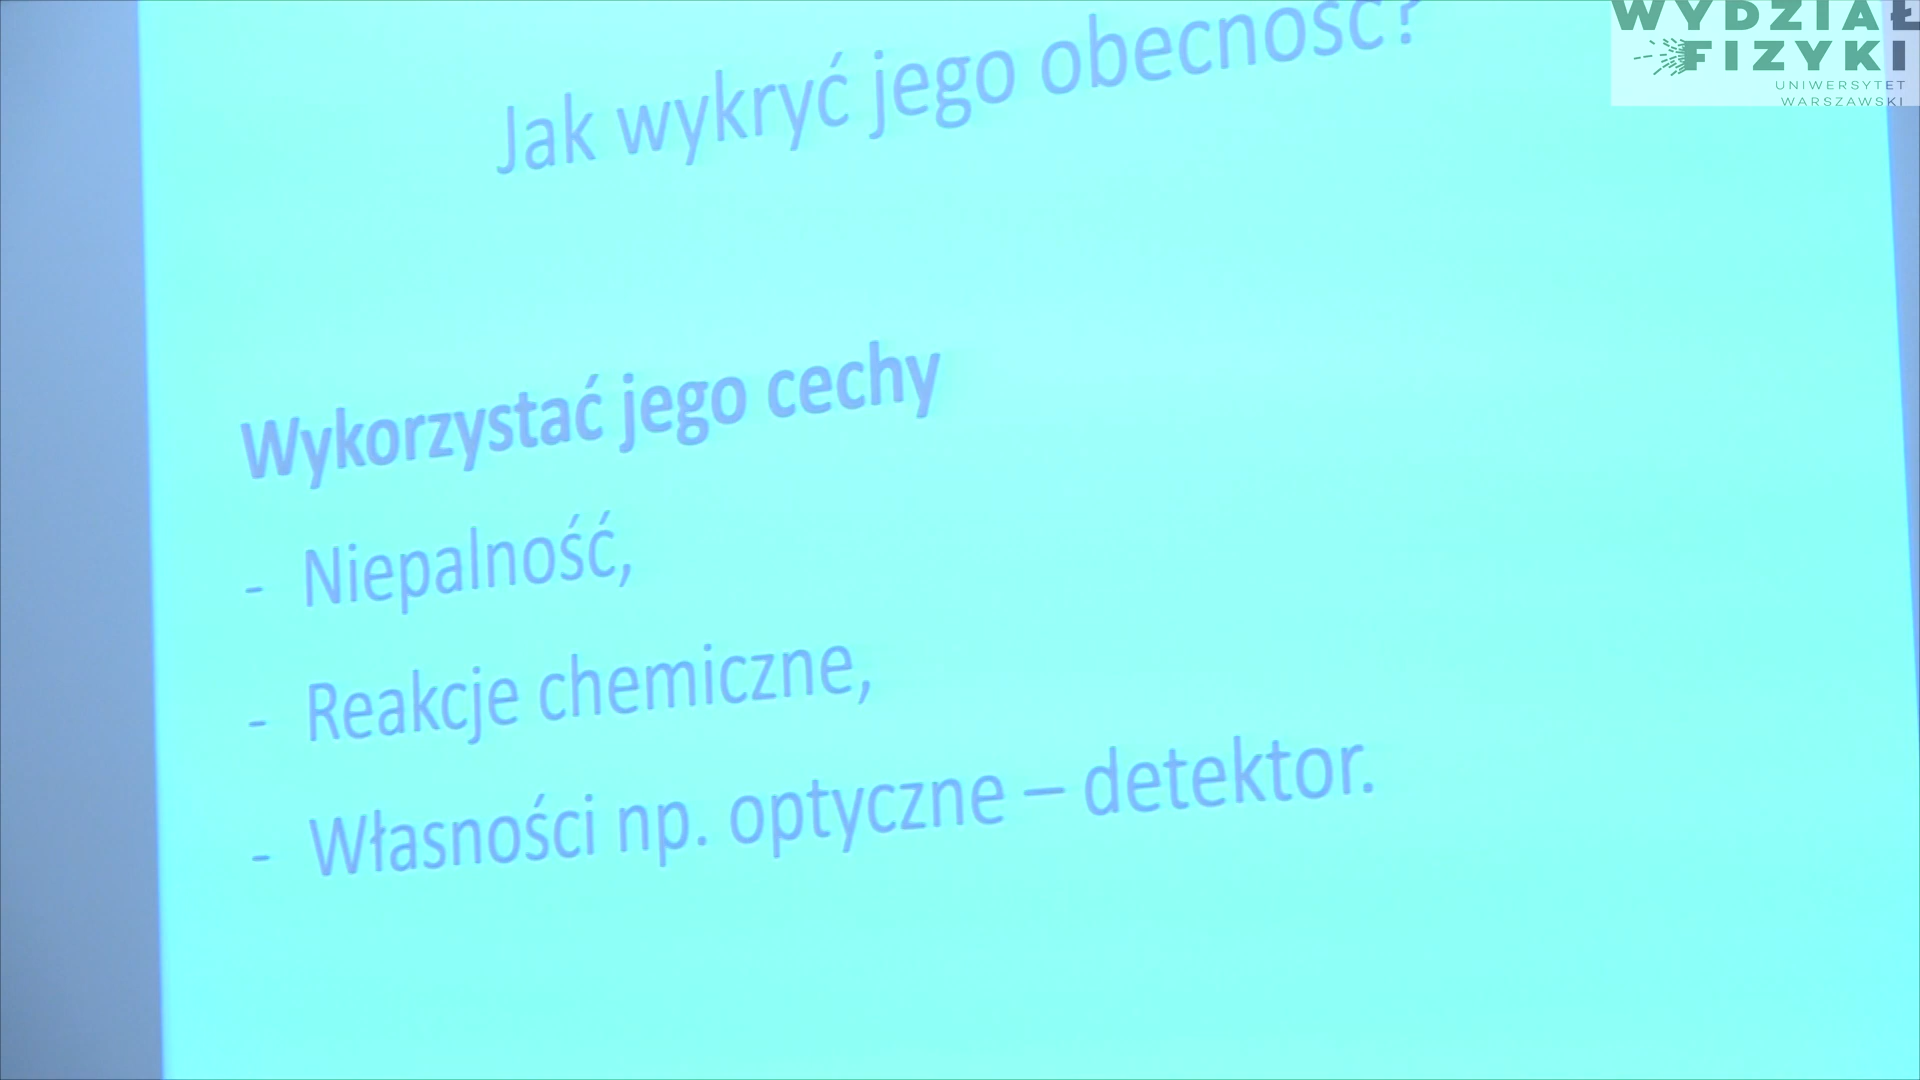 WYDZIAŁ
FIZYKI
UNIWERSYTET
WARSZAWSKI
Jak wykryć jego obecność?
Wykorzystać jego cechy
- Niepalność,
- Reakcje chemiczne,
- Własności np. optyczne – detektor.